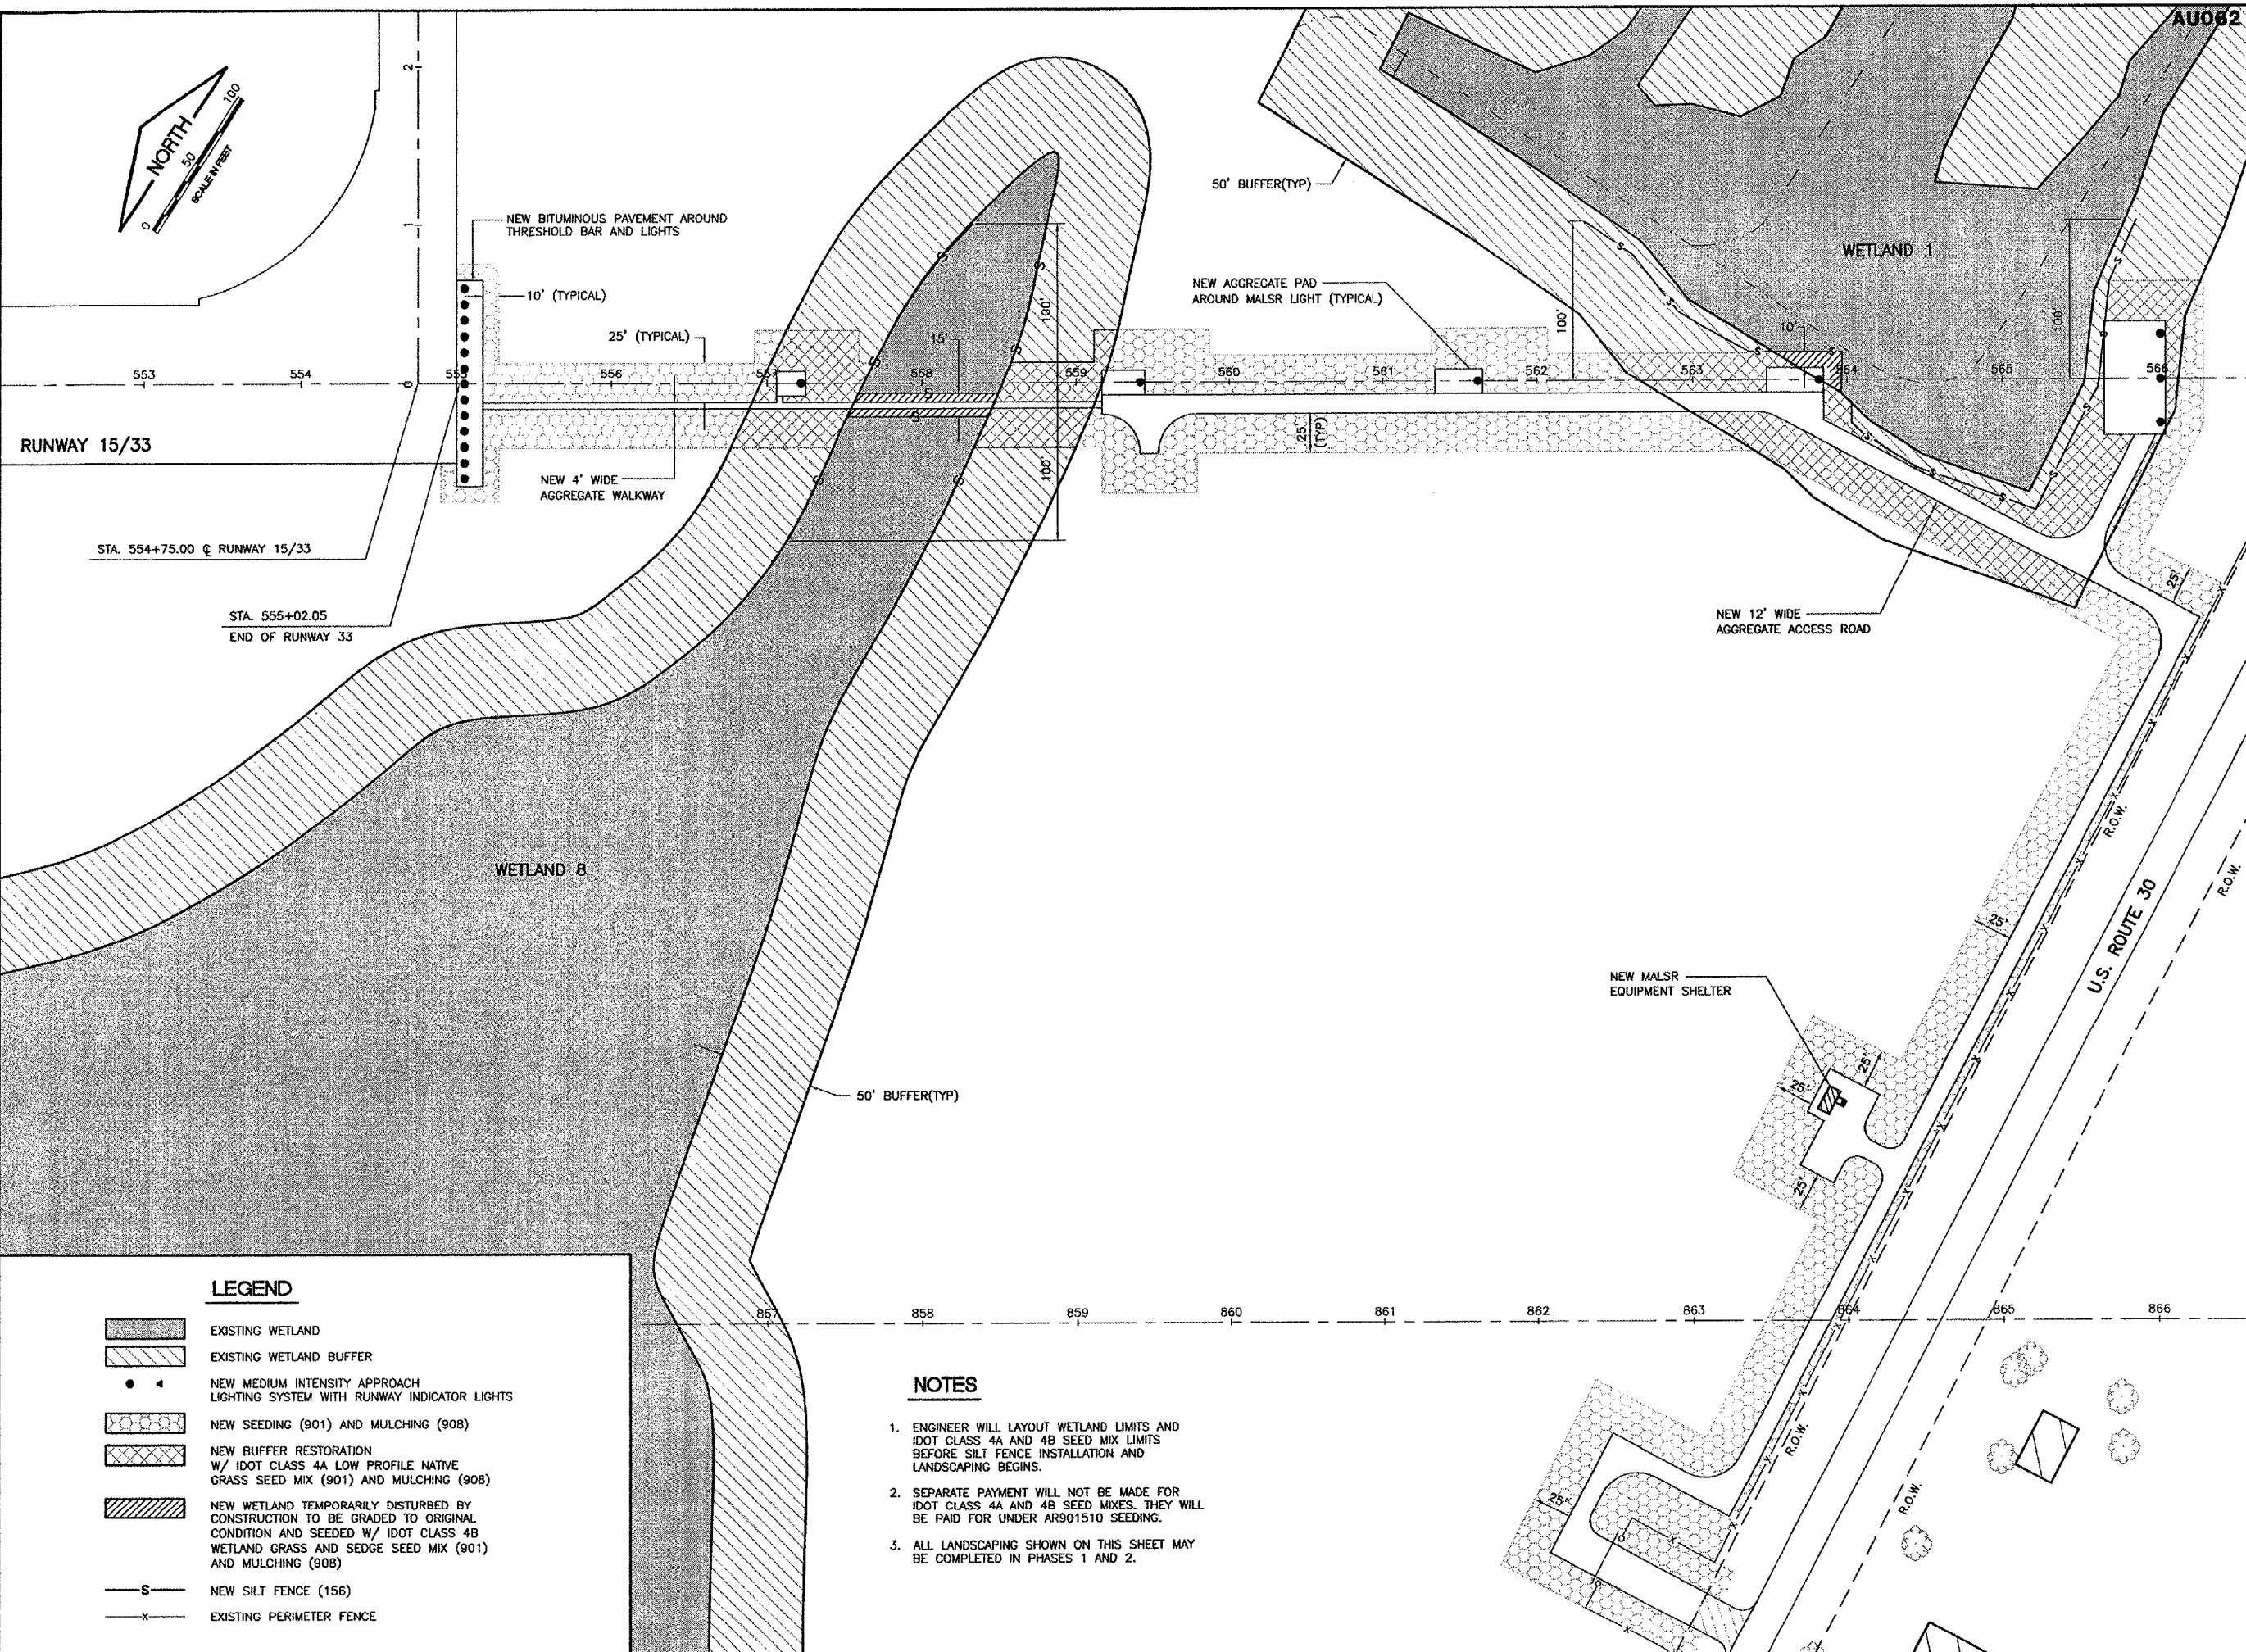 AU062
NORTH
0
50
100
SCALE IN FEET
2
1
0
NEW BITUMINOUS PAVEMENT AROUND
THRESHOLD BAR AND LIGHTS
10' (TYPICAL)
25' (TYPICAL)
50' BUFFER(TYP)
NEW AGGREGATE PAD
AROUND MALSR LIGHT (TYPICAL)
WETLAND 1
100'
15'
100'
10'
100'
553
554
555
556
557
558
559
560
561
562
563
564
565
566
RUNWAY 15/33
NEW 4' WIDE
AGGREGATE WALKWAY
100'
25'
(TYP)
STA. 554+75.00 ℄ RUNWAY 15/33
STA. 555+02.05
END OF RUNWAY 33
NEW 12' WIDE
AGGREGATE ACCESS ROAD
25'
R.O.W.
R.O.W.
WETLAND 8
U.S. ROUTE 30
25'
NEW MALSR
EQUIPMENT SHELTER
25'
25'
25'
50' BUFFER(TYP)
857
858
859
860
861
862
863
864
865
866
LEGEND
EXISTING WETLAND
EXISTING WETLAND BUFFER
NEW MEDIUM INTENSITY APPROACH
LIGHTING SYSTEM WITH RUNWAY INDICATOR LIGHTS
NEW SEEDING (901) AND MULCHING (908)
NEW BUFFER RESTORATION
W/ IDOT CLASS 4A LOW PROFILE NATIVE
GRASS SEED MIX (901) AND MULCHING (908)
NEW WETLAND TEMPORARILY DISTURBED BY
CONSTRUCTION TO BE GRADED TO ORIGINAL
CONDITION AND SEEDED W/ IDOT CLASS 4B
WETLAND GRASS AND SEDGE SEED MIX (901)
AND MULCHING (908)
S NEW SILT FENCE (156)
x EXISTING PERIMETER FENCE
NOTES
1. ENGINEER WILL LAYOUT WETLAND LIMITS AND
IDOT CLASS 4A AND 4B SEED MIX LIMITS
BEFORE SILT FENCE INSTALLATION AND
LANDSCAPING BEGINS.
2. SEPARATE PAYMENT WILL NOT BE MADE FOR
IDOT CLASS 4A AND 4B SEED MIXES. THEY WILL
BE PAID FOR UNDER AR901510 SEEDING.
3. ALL LANDSCAPING SHOWN ON THIS SHEET MAY
BE COMPLETED IN PHASES 1 AND 2.
R.O.W.
R.O.W.
25'